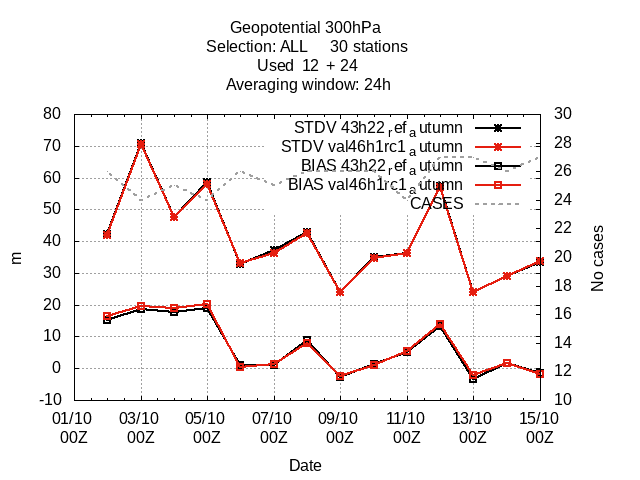 Geopotential 300hPa
Selection: ALL 30 stations
Used 12 + 24
Averaging window: 24h
80 30
STDV 43h22_ref_autumn
28
70 STDV val46h1rc1_autumn
BIAS 43h22_ref_autumn
26
60 BIAS val46h1rc1_autumn
CASES
24
50
22
40
20
30
18
20
16
10
14
0 12
-10 10
m
No cases
01/10 03/10 05/10 07/10 09/10 11/10 13/10 15/10
00Z 00Z 00Z 00Z 00Z 00Z 00Z 00Z
Date